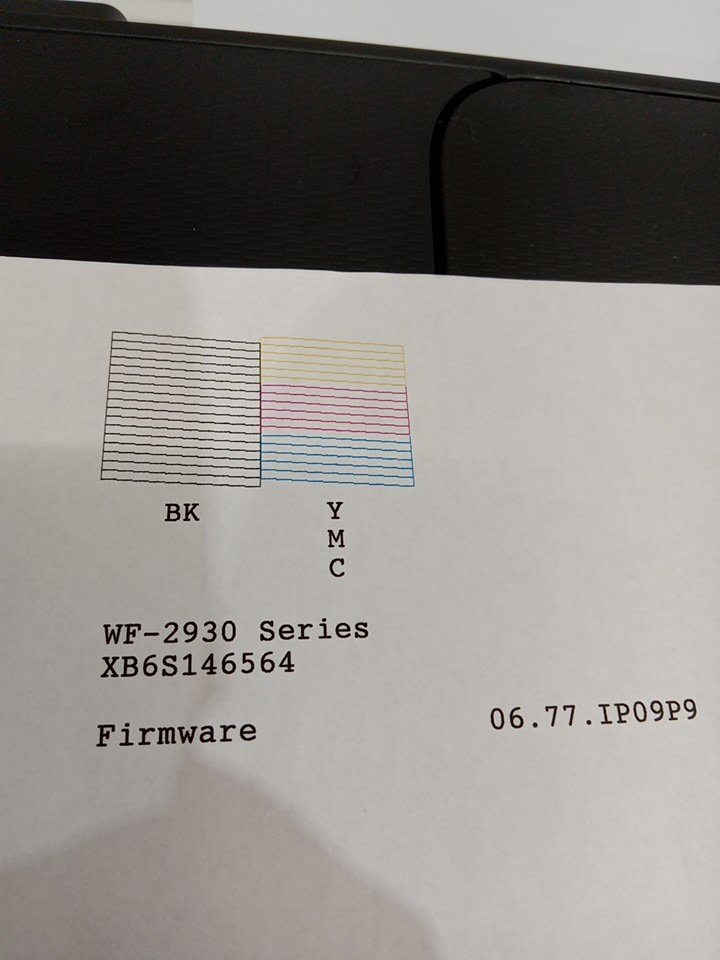 BK
Y
M
C
WF-2930 Series
XB6S146564
Firmware 06.77.IP09P9